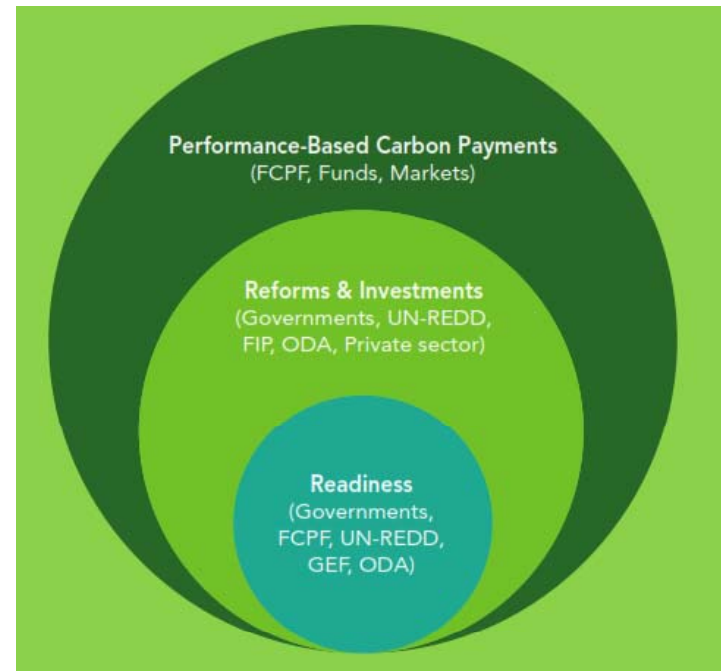 Performance-Based Carbon Payments
(FCPF, Funds, Markets)
Reforms & Investments
(Governments, UN-REDD,
FIP, ODA, Private sector)
Readiness
(Governments,
FCPF, UN-REDD,
GEF, ODA)